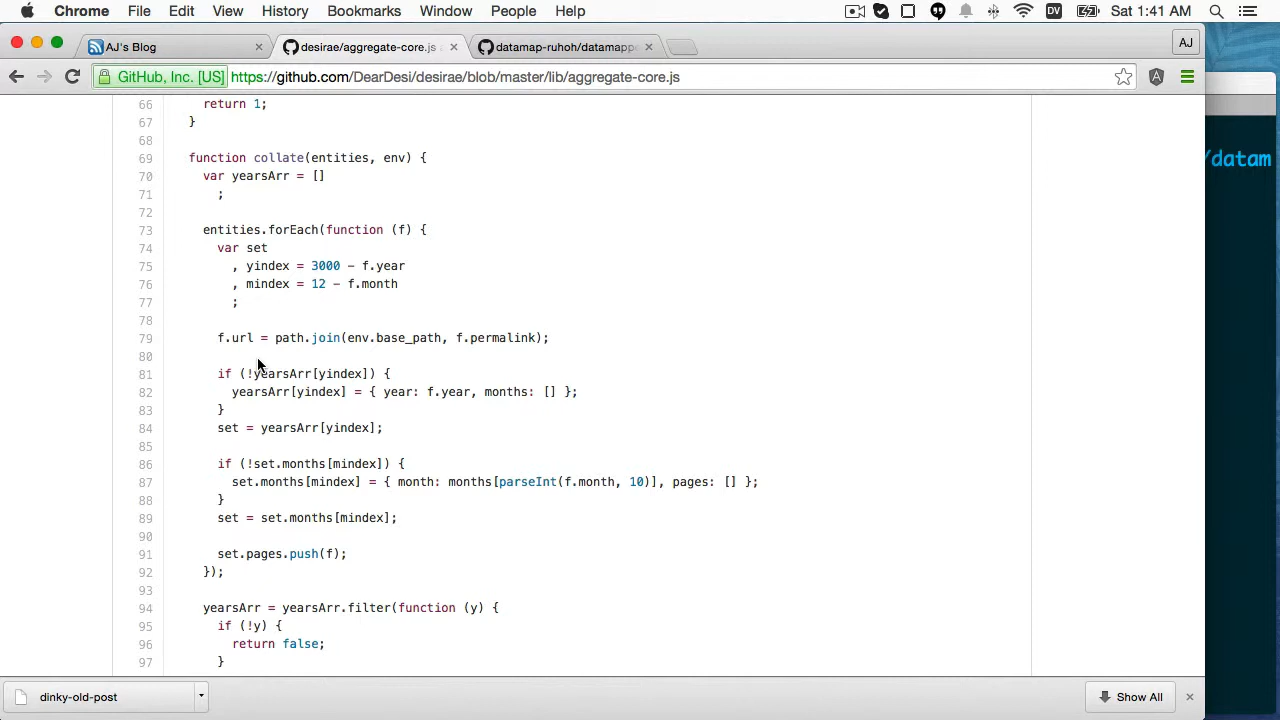 Chrome File Edit View History Bookmarks Window People Help DV Sat 1:41 AM
AJ's Blog × desirae/aggregate-core.js × datamap-ruhoh/datamapp × AJ
GitHub, Inc. [US] https://github.com/DearDesi/desirae/blob/master/lib/aggregate-core.js
66 return 1;
67 }
68
69 function collate(entities, env) {
70 var yearsArr = []
71 ;
72
73 entities.forEach(function (f) {
74 var set
75 , yindex = 3000 - f.year
76 , mindex = 12 - f.month
77 ;
78
79 f.url = path.join(env.base_path, f.permalink);
80
81 if (!yearsArr[yindex]) {
82 yearsArr[yindex] = { year: f.year, months: [] };
83 }
84 set = yearsArr[yindex];
85
86 if (!set.months[mindex]) {
87 set.months[mindex] = { month: months[parseInt(f.month, 10)], pages: [] };
88 }
89 set = set.months[mindex];
90
91 set.pages.push(f);
92 });
93
94 yearsArr = yearsArr.filter(function (y) {
95 if (!y) {
96 return false;
97 }
/datam
dinky-old-post Show All ×